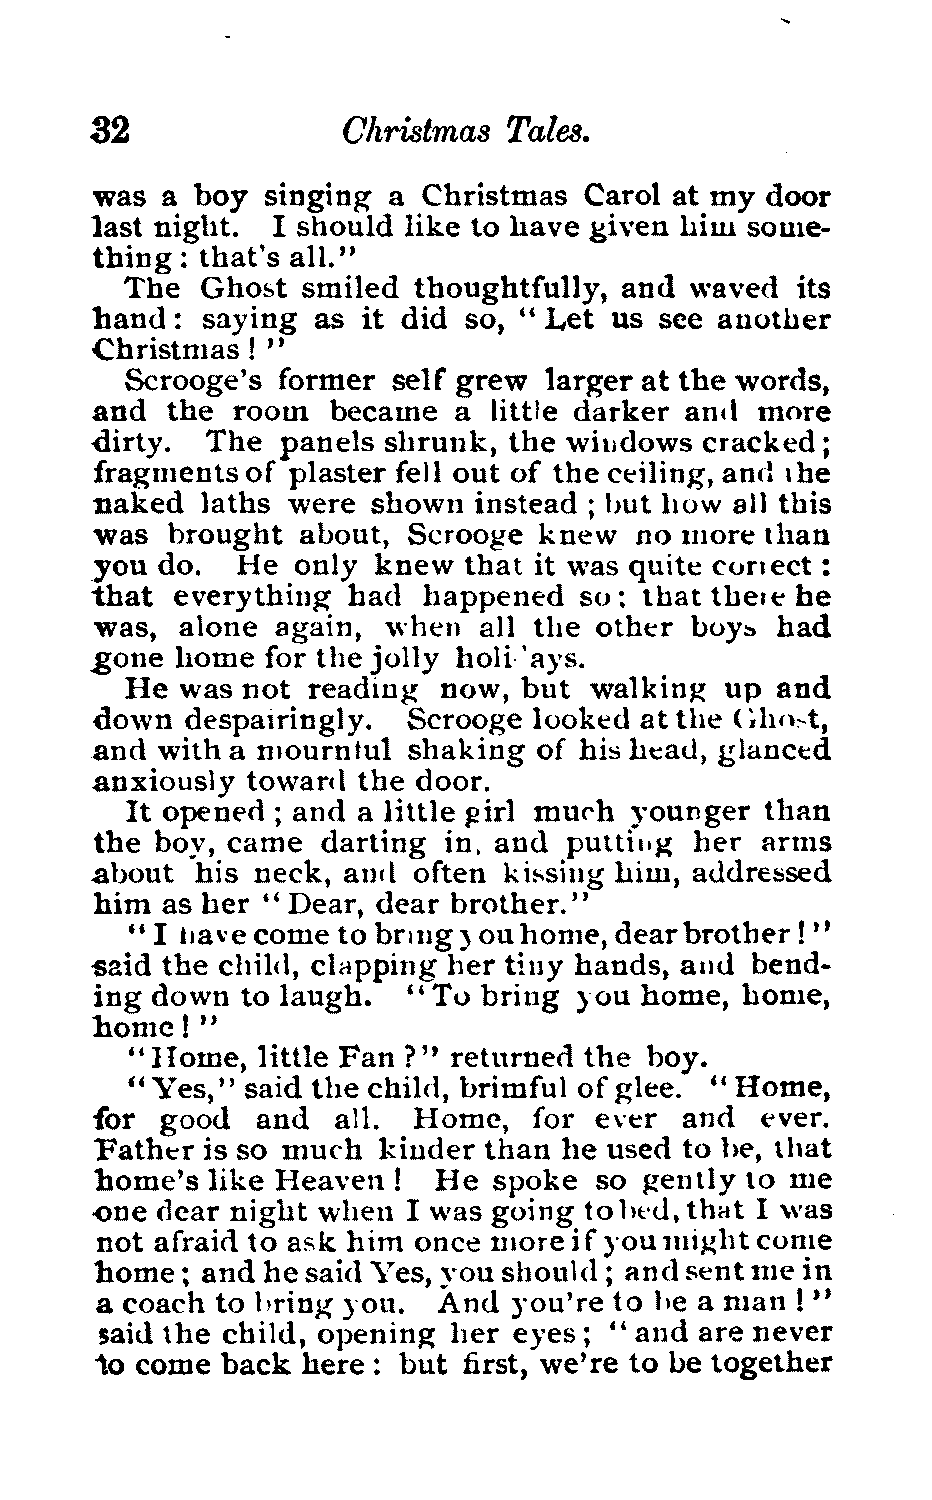 32 Christmas Tales.
was a boy singing a Christmas Carol at my door
last night. I should like to have given him some-
thing: that's all."
The Ghost smiled thoughtfully, and waved its
hand: saying as it did so, "Let us see another
Christmas!"
Scrooge's former self grew larger at the words,
and the room became a little darker and more
dirty. The panels shrunk, the windows cracked;
fragments of plaster fell out of the ceiling, and the
naked laths were shown instead; but how all this
was brought about, Scrooge knew no more than
you do. He only knew that it was quite correct:
that everything had happened so: that there he
was, alone again, when all the other boys had
gone home for the jolly holidays.
He was not reading now, but walking up and
down despairingly. Scrooge looked at the Ghost,
and with a mournful shaking of his head, glanced
anxiously toward the door.
It opened; and a little girl much younger than
the boy, came darting in, and putting her arms
about his neck, and often kissing him, addressed
him as her "Dear, dear brother."
"I have come to bring you home, dear brother!"
said the child, clapping her tiny hands, and bend-
ing down to laugh. "To bring you home, home,
home!"
"Home, little Fan?" returned the boy.
"Yes," said the child, brimful of glee. "Home,
for good and all. Home, for ever and ever.
Father is so much kinder than he used to be, that
home's like Heaven! He spoke so gently to me
one dear night when I was going to bed, that I was
not afraid to ask him once more if you might come
home; and he said Yes, you should; and sent me in
a coach to bring you. And you're to be a man!"
said the child, opening her eyes; "and are never
to come back here: but first, we're to be together